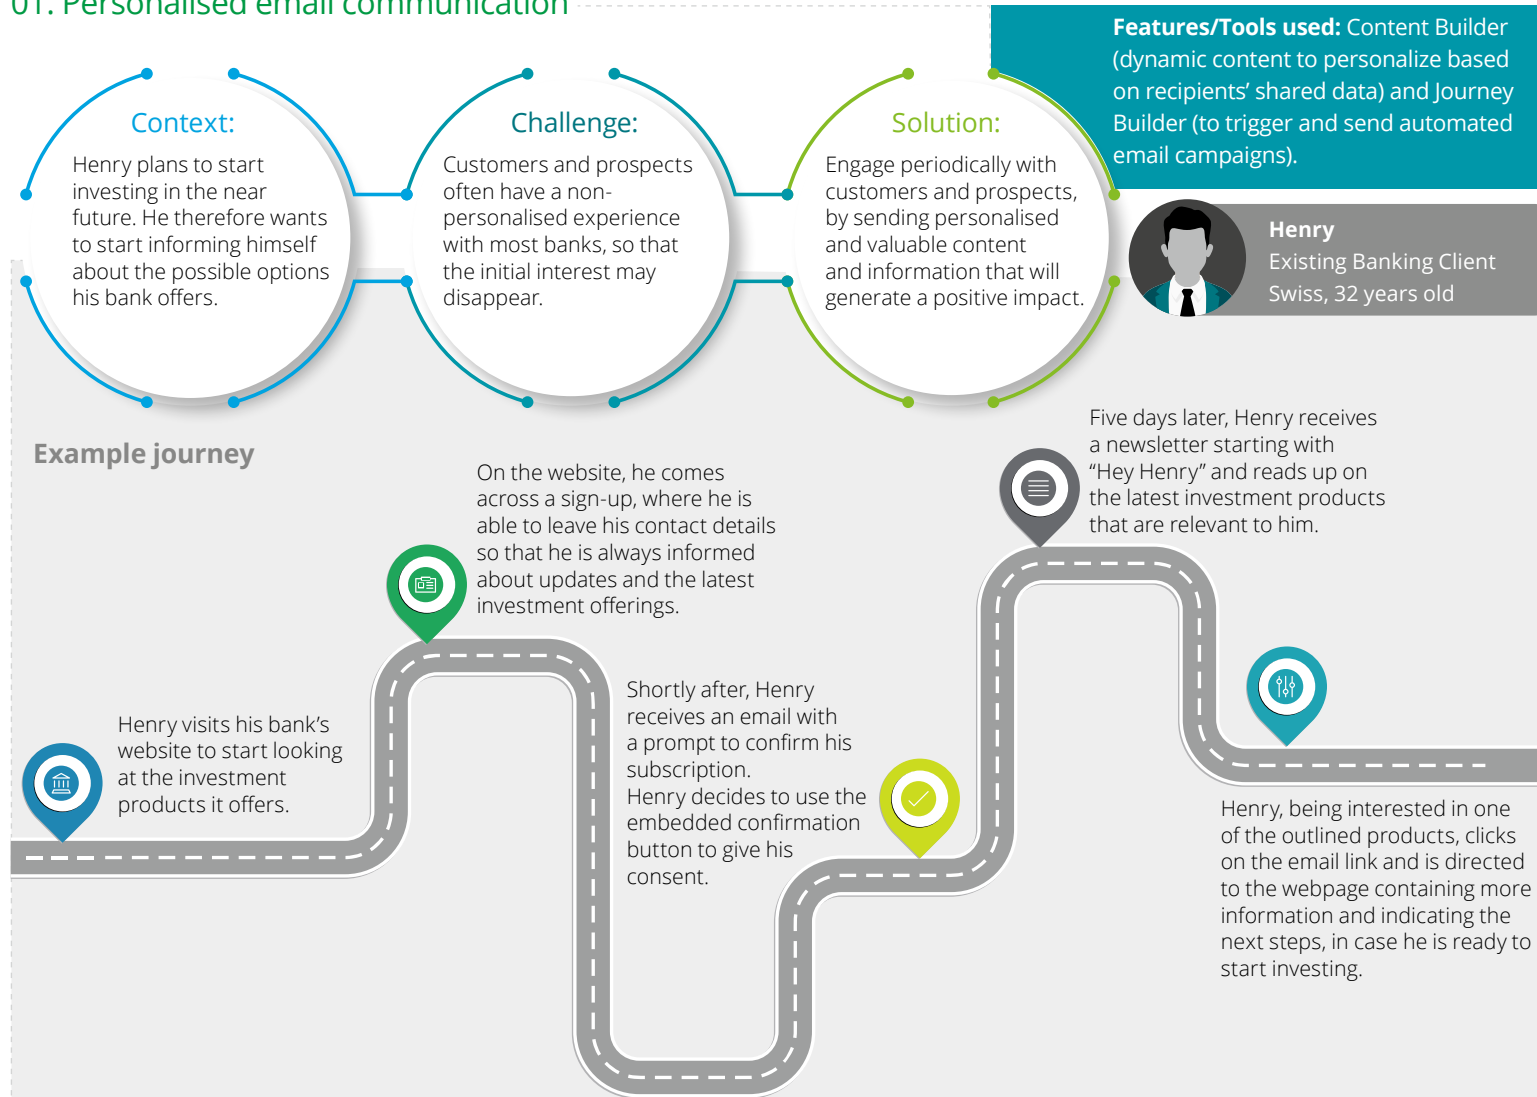 01. Personalised email communication
Features/Tools used: Content Builder
(dynamic content to personalize based
on recipients' shared data) and Journey
Builder (to trigger and send automated
email campaigns).
Context:
Henry plans to start
investing in the near
future. He therefore wants
to start informing himself
about the possible options
his bank offers.
Challenge:
Customers and prospects
often have a non-
personalised experience
with most banks, so that
the initial interest may
disappear.
Solution:
Engage periodically with
customers and prospects,
by sending personalised
and valuable content
and information that will
generate a positive impact.
Henry
Existing Banking Client
Swiss, 32 years old
Example journey
Henry visits his bank's
website to start looking
at the investment
products it offers.
On the website, he comes
across a sign-up, where he is
able to leave his contact details
so that he is always informed
about updates and the latest
investment offerings.
Shortly after, Henry
receives an email with
a prompt to confirm his
subscription.
Henry decides to use the
embedded confirmation
button to give his
consent.
Five days later, Henry receives
a newsletter starting with
“Hey Henry” and reads up on
the latest investment products
that are relevant to him.
Henry, being interested in one
of the outlined products, clicks
on the email link and is directed
to the webpage containing more
information and indicating the
next steps, in case he is ready to
start investing.